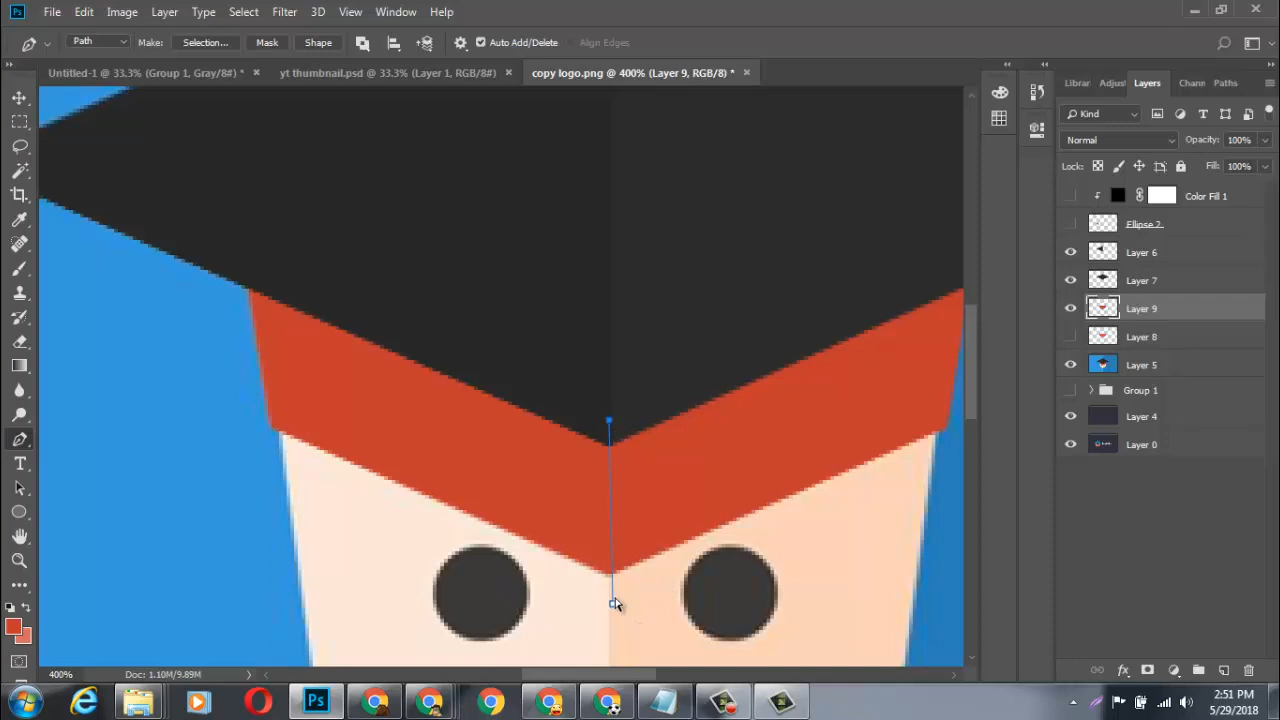 Ps File Edit Image Layer Type Select Filter 3D View Window Help
Path Make: Selection... Mask Shape Auto Add/Delete Align Edges
Untitled-1 @ 33.3% (Group 1, Gray/8#) * yt thumbnail.psd @ 33.3% (Layer 1, RGB/8#) copy logo.png @ 400% (Layer 9, RGB/8) *
Librar Adjus Layers Chann Paths
Kind
Normal Opacity: 100%
Lock: Fill: 100%
Color Fill 1
Ellipse 2
Layer 6
Layer 7
Layer 9
Layer 8
Layer 5
Group 1
Layer 4
Layer 0
400% Doc: 1.10M/9.89M
fx
Ps
2:51 PM
5/29/2018